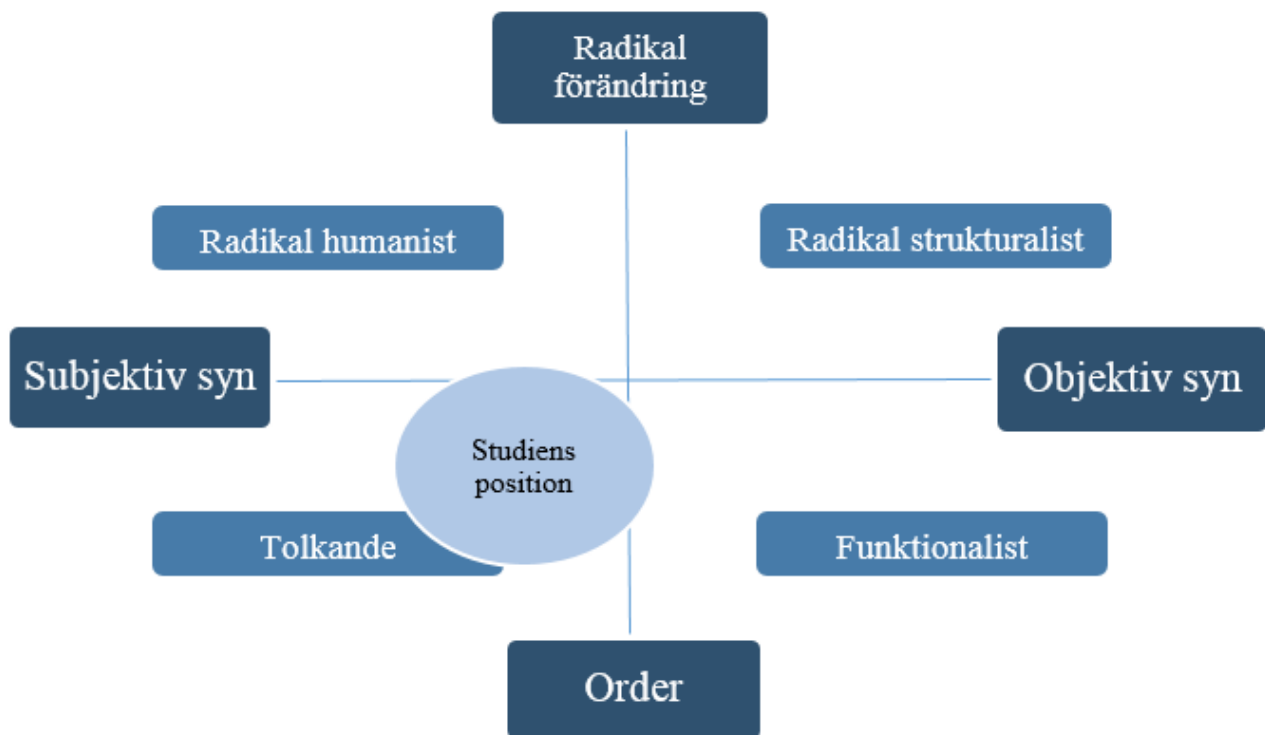 Radikal
förändring
Radikal humanist
Radikal strukturalist
Subjektiv syn
Objektiv syn
Studiens
position
Tolkande
Funktionalist
Order